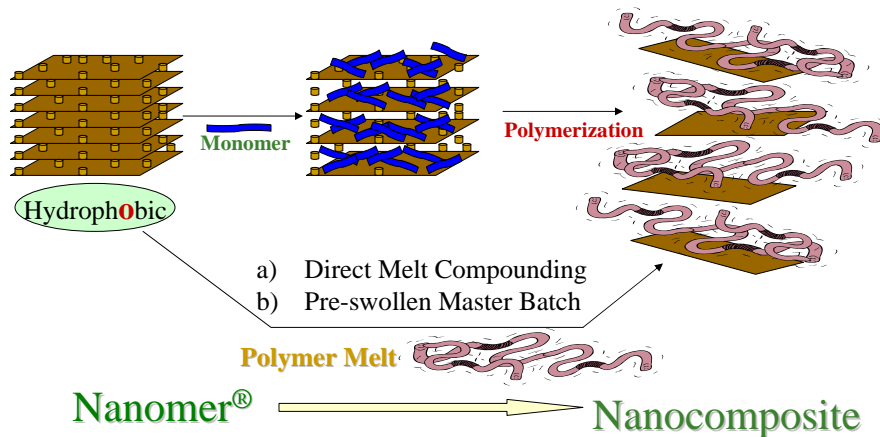 Monomer
Polymerization
Hydrophobic
a) Direct Melt Compounding
b) Pre-swollen Master Batch
Polymer Melt
Nanomer®
Nanocomposite